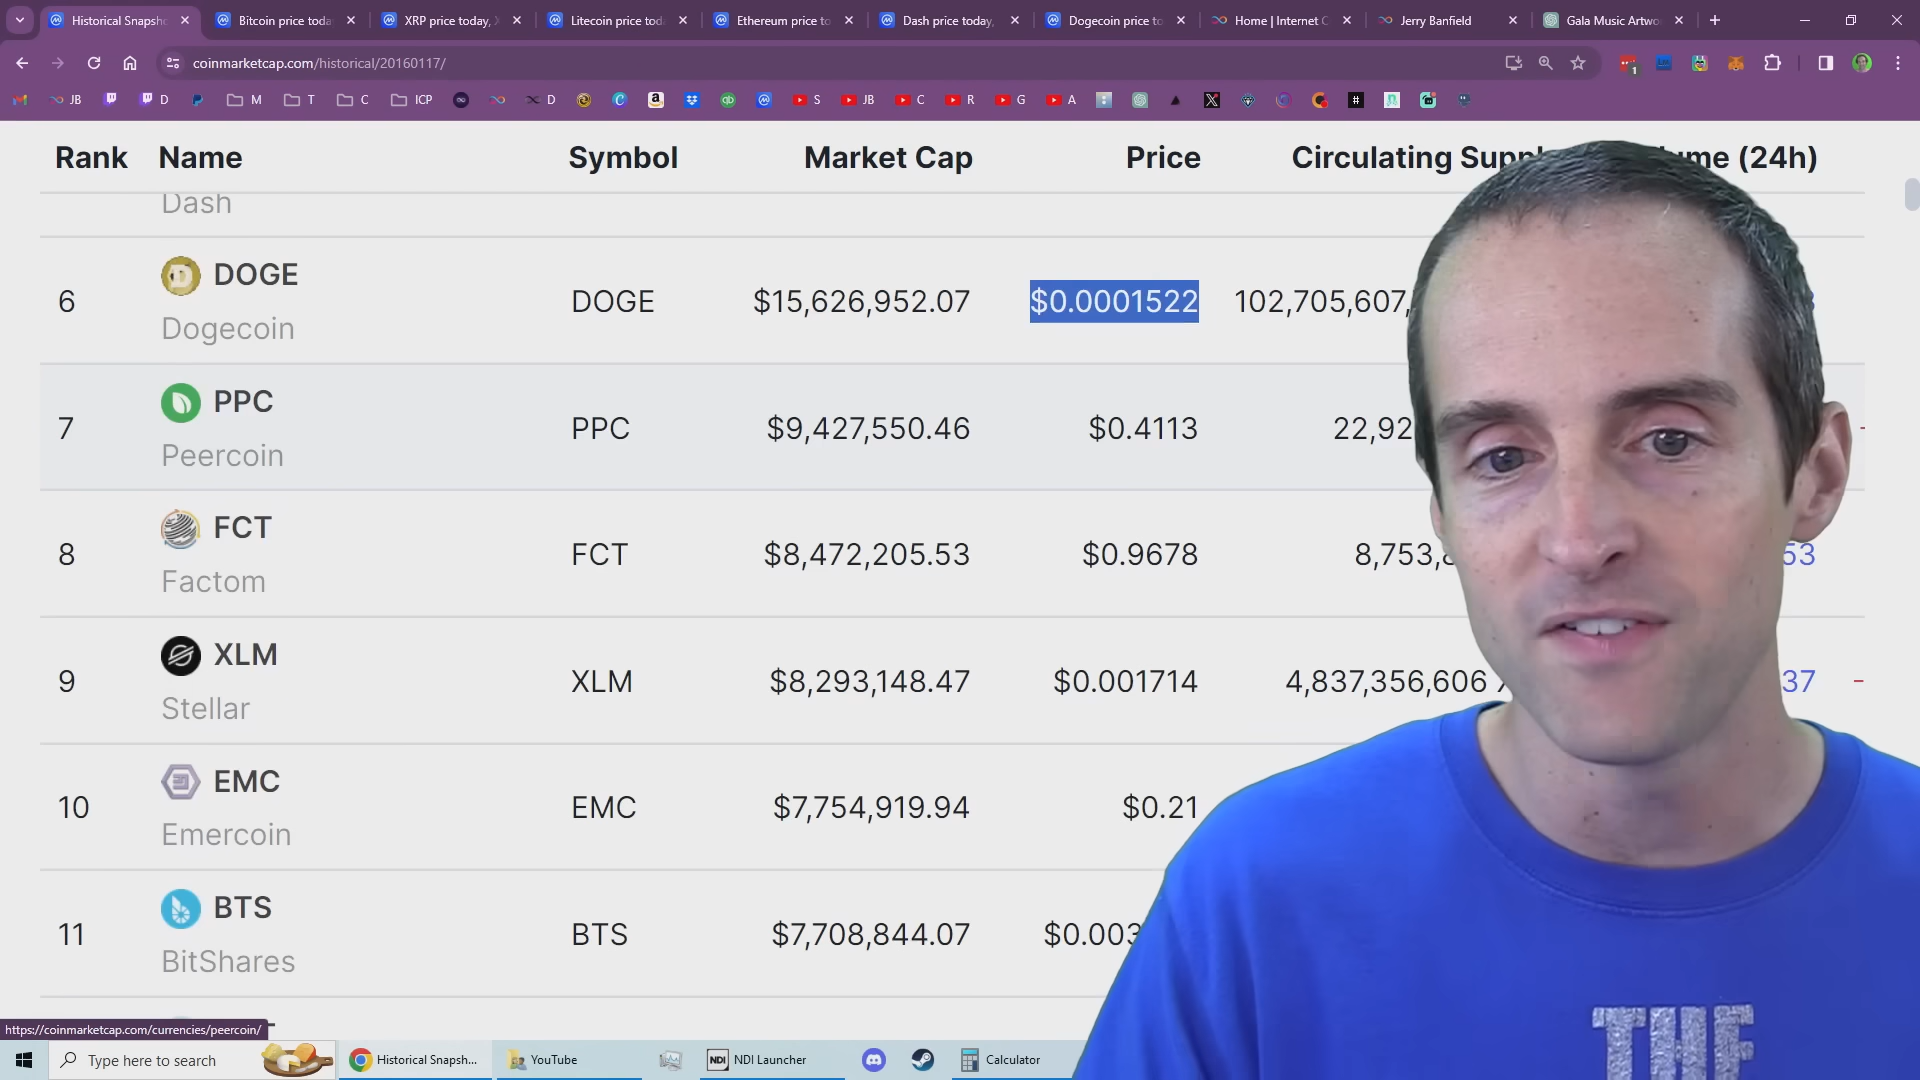 Historical Snapsh
Bitcoin price toda
XRP price today, X
Litecoin price toda
Ethereum price to
Dash price today,
Dogecoin price to
Home | Internet C
Jerry Banfield
Gala Music Artwo
coinmarketcap.com/historical/20160117/
1
JB
D
M
T
C
ICP
D
S
JB
C
R
G
A
Rank Name Symbol Market Cap Price Circulating Supp (24h)
Dash
DOGE
6 DOGE $15,626,952.07 $0.0001522 102,705,607,
Dogecoin
PPC
7 PPC $9,427,550.46 $0.4113 22,92
Peercoin
FCT
8 FCT $8,472,205.53 $0.9678 8,753, 53
Factom
XLM
9 XLM $8,293,148.47 $0.001714 4,837,356,606 37
Stellar
EMC
10 EMC $7,754,919.94 $0.21
Emercoin
BTS
11 BTS $7,708,844.07 $0.003
BitShares
THE
https://coinmarketcap.com/currencies/peercoin/
Type here to search
Historical Snapsh...
YouTube
NDI NDI Launcher
Calculator